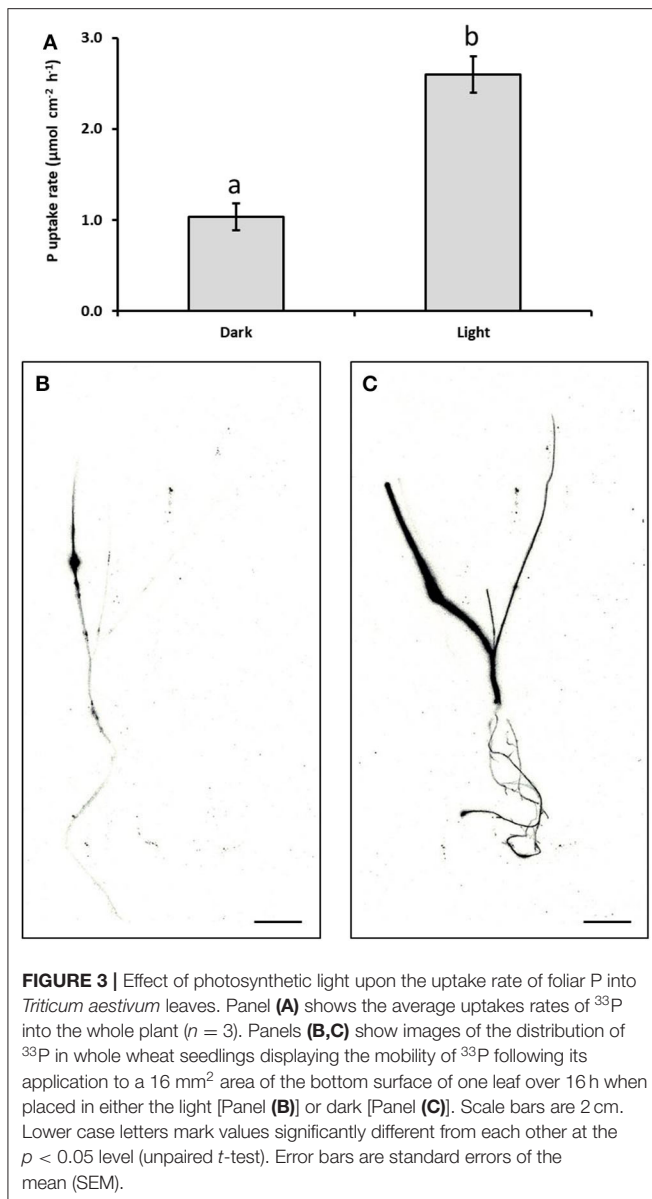 A
3.0
2.0
1.0
0.0
P uptake rate (µmol cm⁻² h⁻¹)
a
b
Dark
Light
B
C
FIGURE 3 | Effect of photosynthetic light upon the uptake rate of foliar P into
Triticum aestivum leaves. Panel (A) shows the average uptakes rates of ³³P
into the whole plant (n = 3). Panels (B,C) show images of the distribution of
³³P in whole wheat seedlings displaying the mobility of ³³P following its
application to a 16 mm² area of the bottom surface of one leaf over 16 h when
placed in either the light [Panel (B)] or dark [Panel (C)]. Scale bars are 2 cm.
Lower case letters mark values significantly different from each other at the
p < 0.05 level (unpaired t-test). Error bars are standard errors of the
mean (SEM).